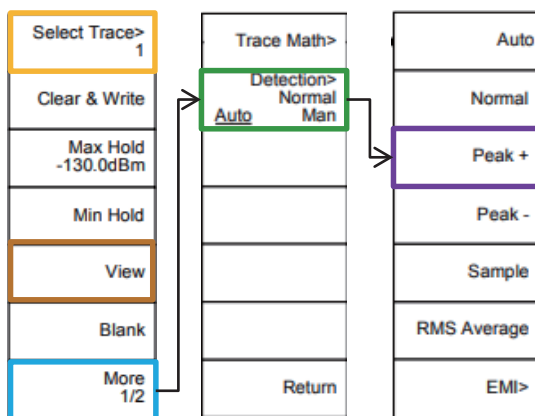 Select Trace>
1
Clear & Write
Max Hold
-130.0dBm
Min Hold
View
Blank
More
1/2
Trace Math>
Detection>
Normal
Auto Man
Return
Auto
Normal
Peak +
Peak -
Sample
RMS Average
EMI>